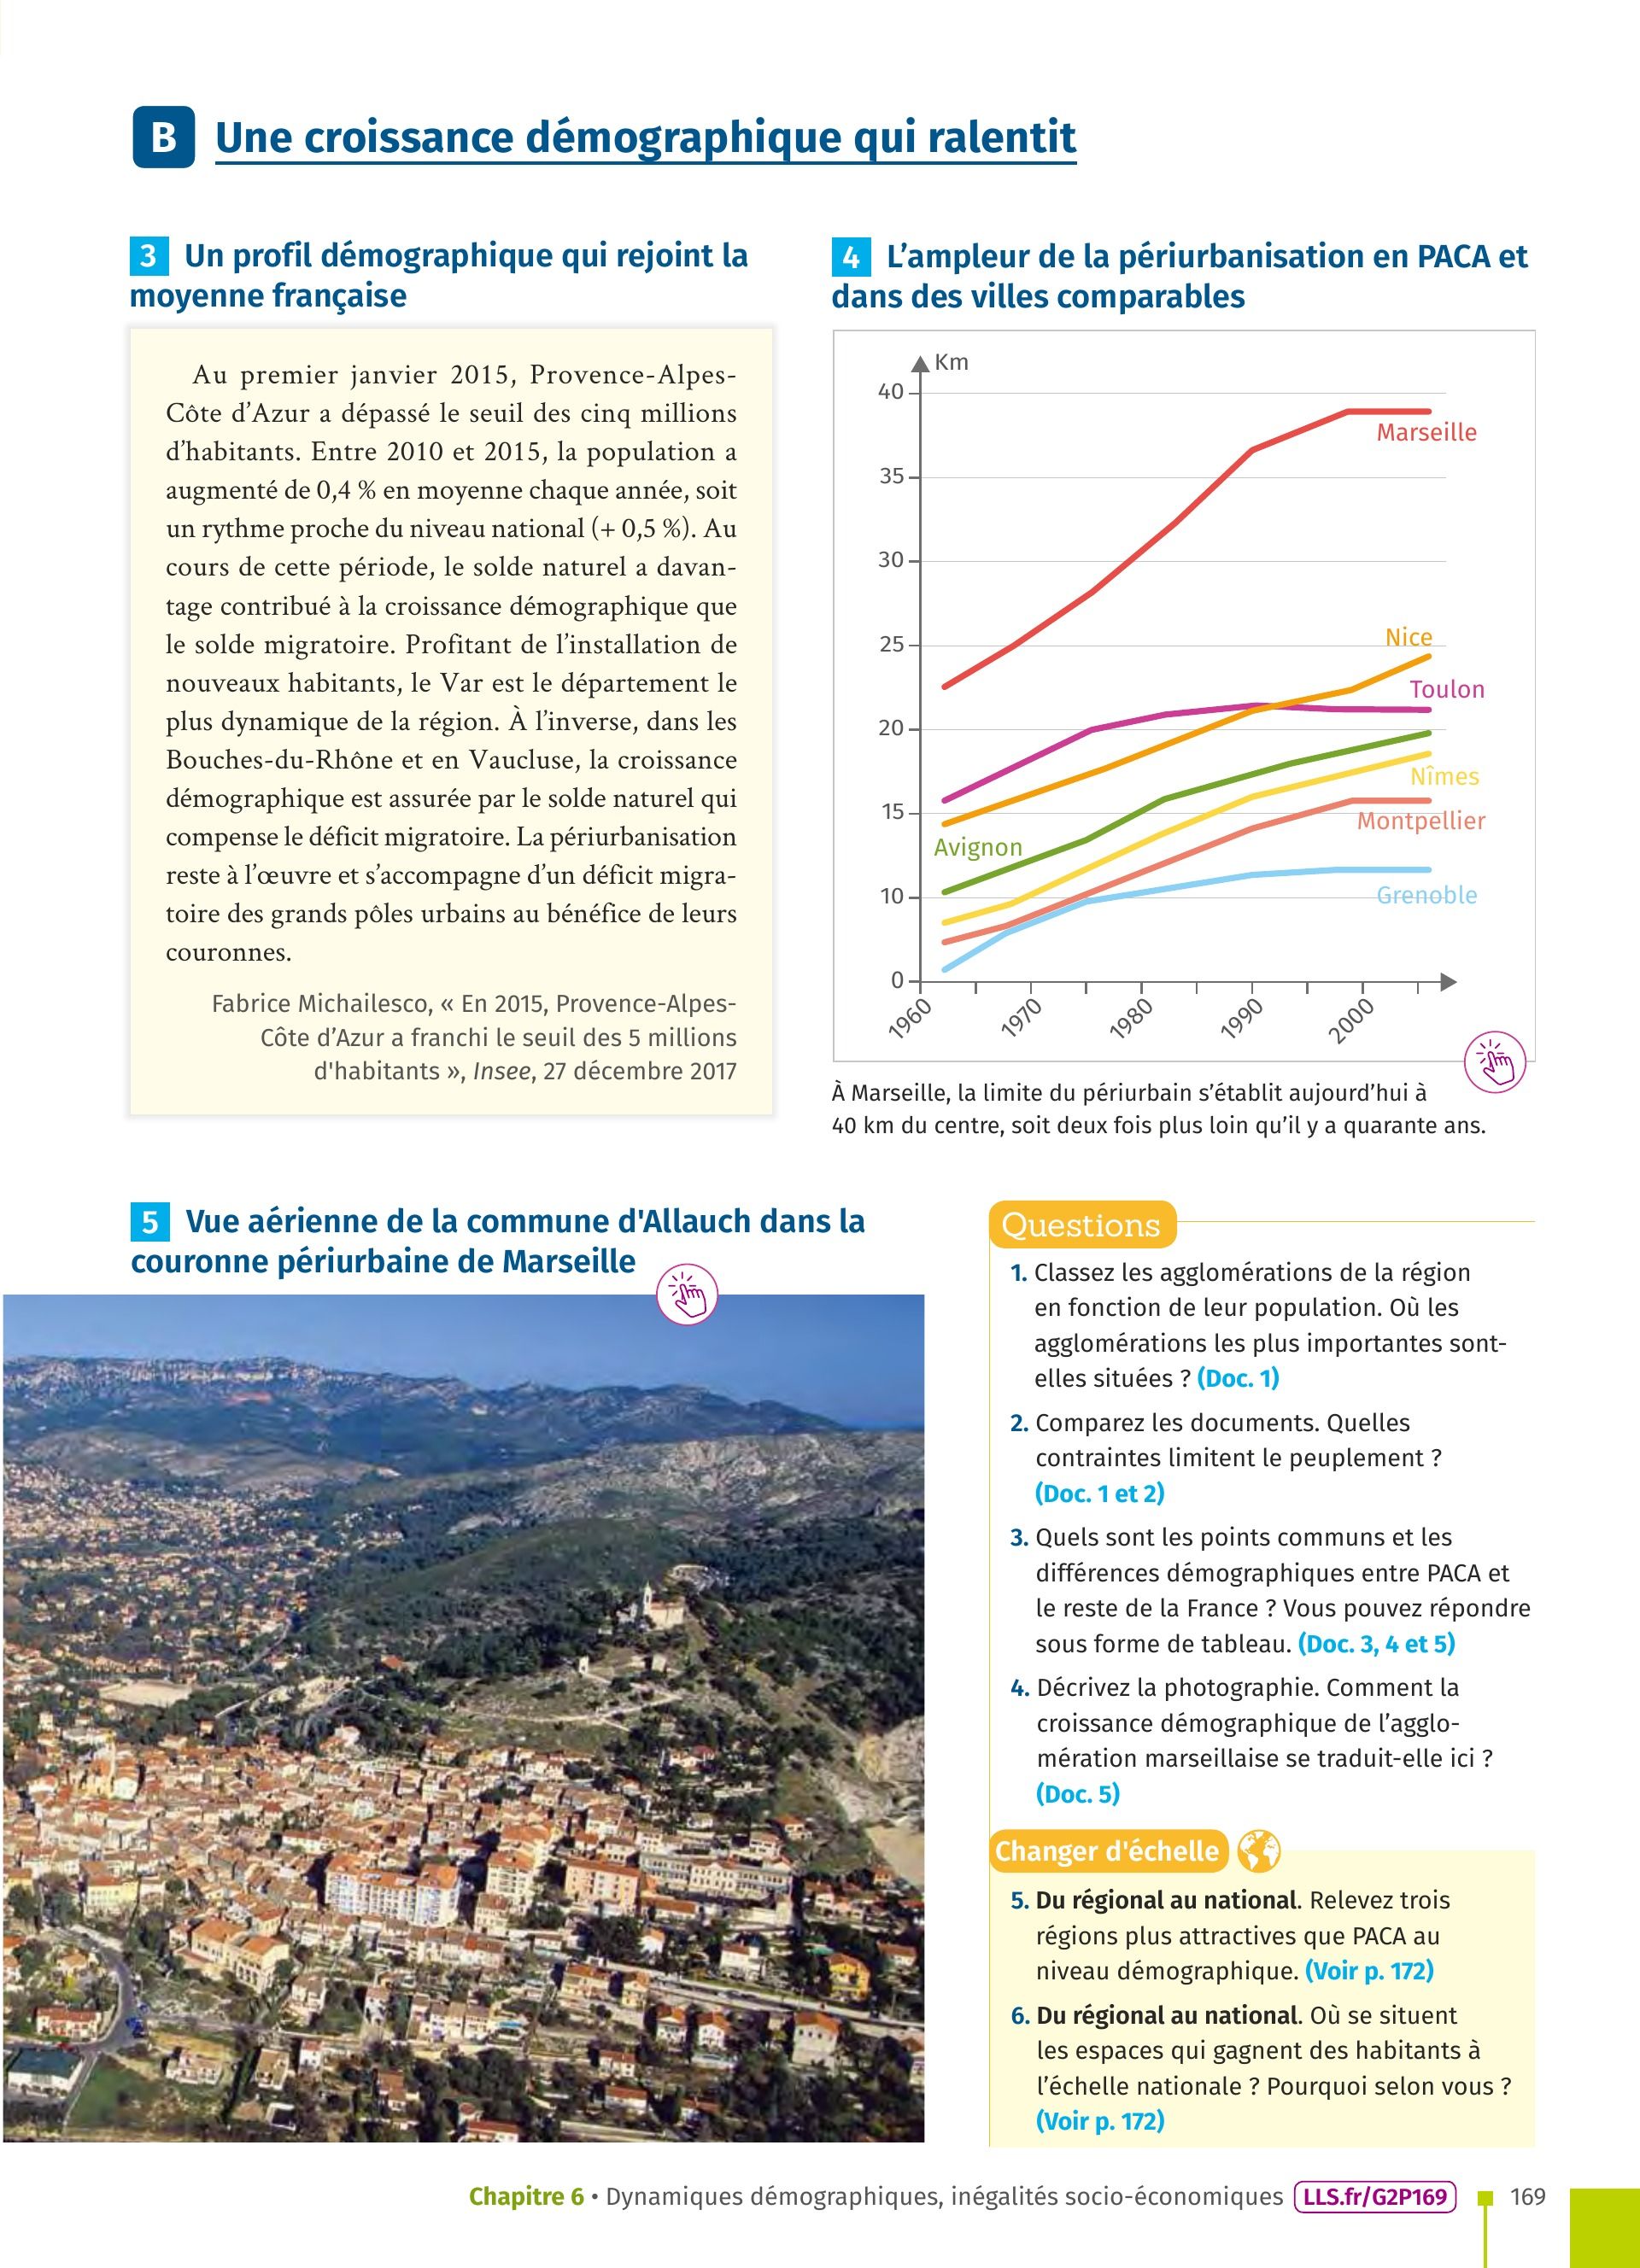 B Une croissance démographique qui ralentit
3 Un profil démographique qui rejoint la
moyenne française
Au premier janvier 2015, Provence-Alpes-
Côte d’Azur a dépassé le seuil des cinq millions
d’habitants. Entre 2010 et 2015, la population a
augmenté de 0,4 % en moyenne chaque année, soit
un rythme proche du niveau national (+ 0,5 %). Au
cours de cette période, le solde naturel a davan-
tage contribué à la croissance démographique que
le solde migratoire. Profitant de l’installation de
nouveaux habitants, le Var est le département le
plus dynamique de la région. À l’inverse, dans les
Bouches-du-Rhône et en Vaucluse, la croissance
démographique est assurée par le solde naturel qui
compense le déficit migratoire. La périurbanisation
reste à l’œuvre et s’accompagne d’un déficit migra-
toire des grands pôles urbains au bénéfice de leurs
couronnes.
Fabrice Michailesco, « En 2015, Provence-Alpes-
Côte d’Azur a franchi le seuil des 5 millions
d'habitants », Insee, 27 décembre 2017
4 L’ampleur de la périurbanisation en PACA et
dans des villes comparables
Km
40
Marseille
35
30
25
Nice
Toulon
20
Nîmes
15
Montpellier
Avignon
10
Grenoble
0
1960
1970
1980
1990
2000
À Marseille, la limite du périurbain s’établit aujourd’hui à
40 km du centre, soit deux fois plus loin qu’il y a quarante ans.
5 Vue aérienne de la commune d'Allauch dans la
couronne périurbaine de Marseille
Questions
1. Classez les agglomérations de la région
en fonction de leur population. Où les
agglomérations les plus importantes sont-
elles situées ? (Doc. 1)
2. Comparez les documents. Quelles
contraintes limitent le peuplement ?
(Doc. 1 et 2)
3. Quels sont les points communs et les
différences démographiques entre PACA et
le reste de la France ? Vous pouvez répondre
sous forme de tableau. (Doc. 3, 4 et 5)
4. Décrivez la photographie. Comment la
croissance démographique de l’agglo-
mération marseillaise se traduit-elle ici ?
(Doc. 5)
Changer d'échelle
5. Du régional au national. Relevez trois
régions plus attractives que PACA au
niveau démographique. (Voir p. 172)
6. Du régional au national. Où se situent
les espaces qui gagnent des habitants à
l’échelle nationale ? Pourquoi selon vous ?
(Voir p. 172)
Chapitre 6 • Dynamiques démographiques, inégalités socio-économiques LLS.fr/G2P169 169